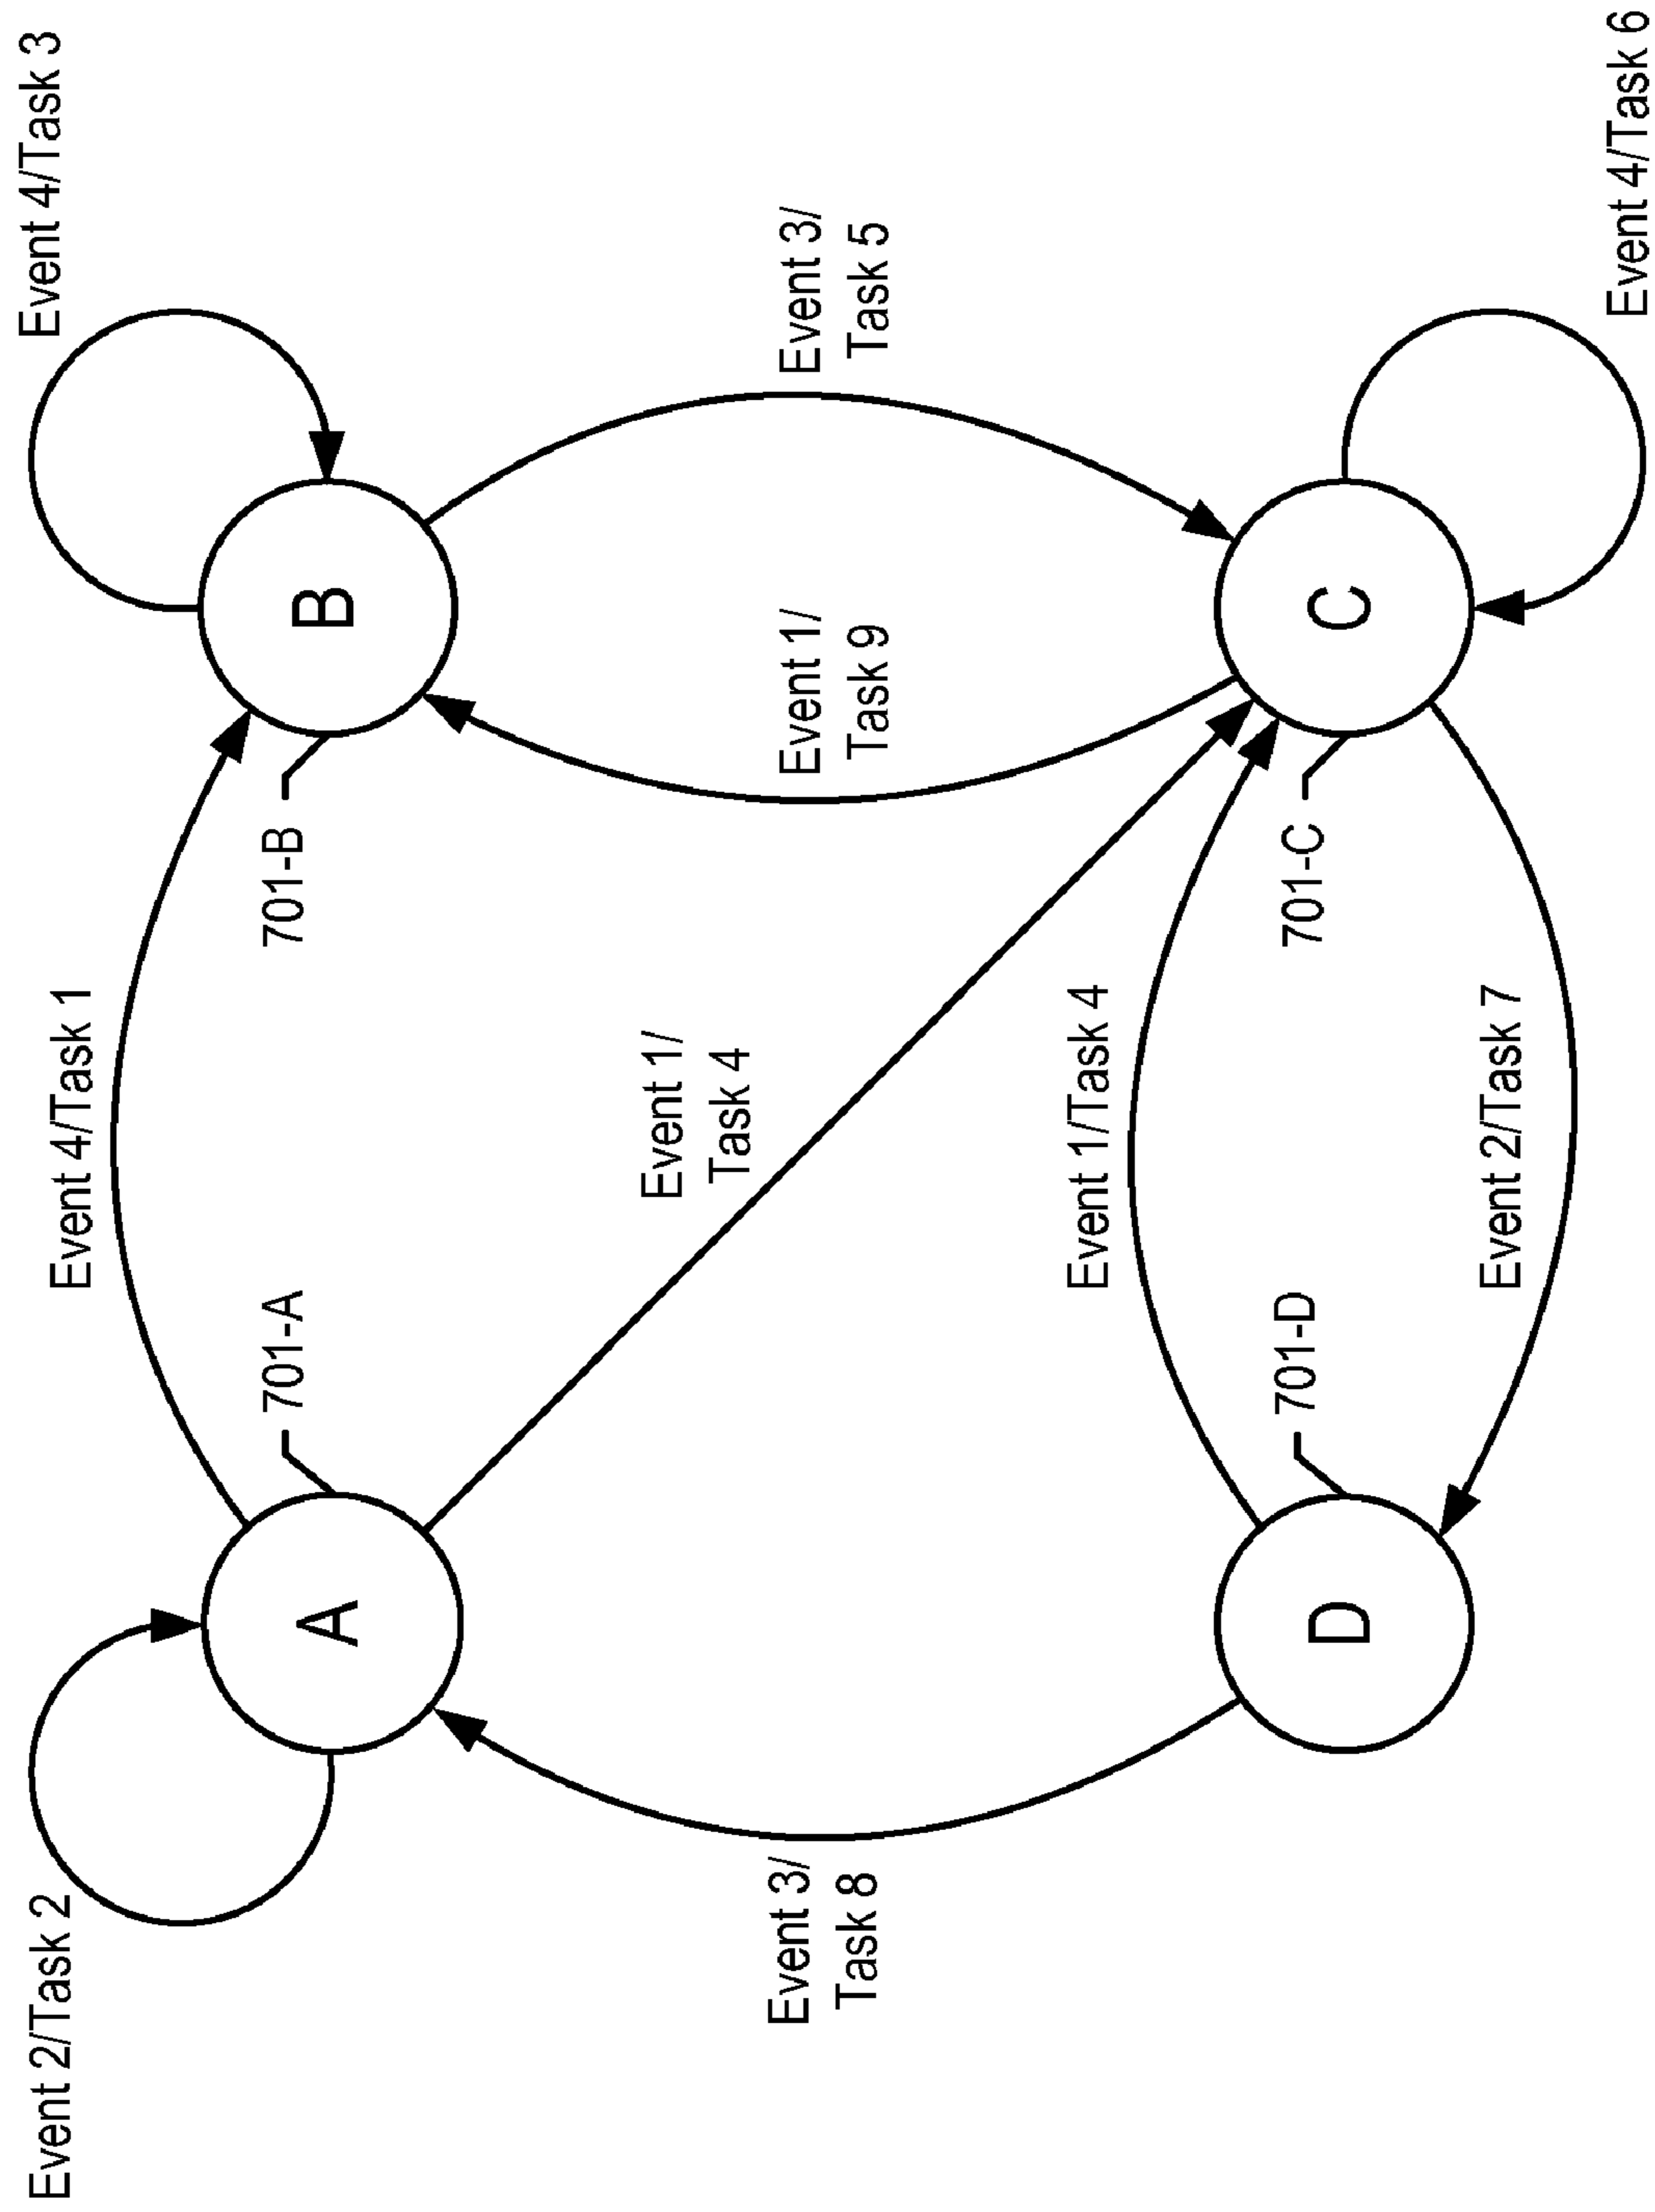 Event 2/Task 2
Event 4/Task 1
Event 4/Task 3
A
701-A
701-B
B
Event 3/
Task 8
Event 1/
Task 4
Event 1/
Task 9
Event 3/
Task 5
Event 1/Task 4
D
701-D
701-C
C
Event 2/Task 7
Event 4/Task 6